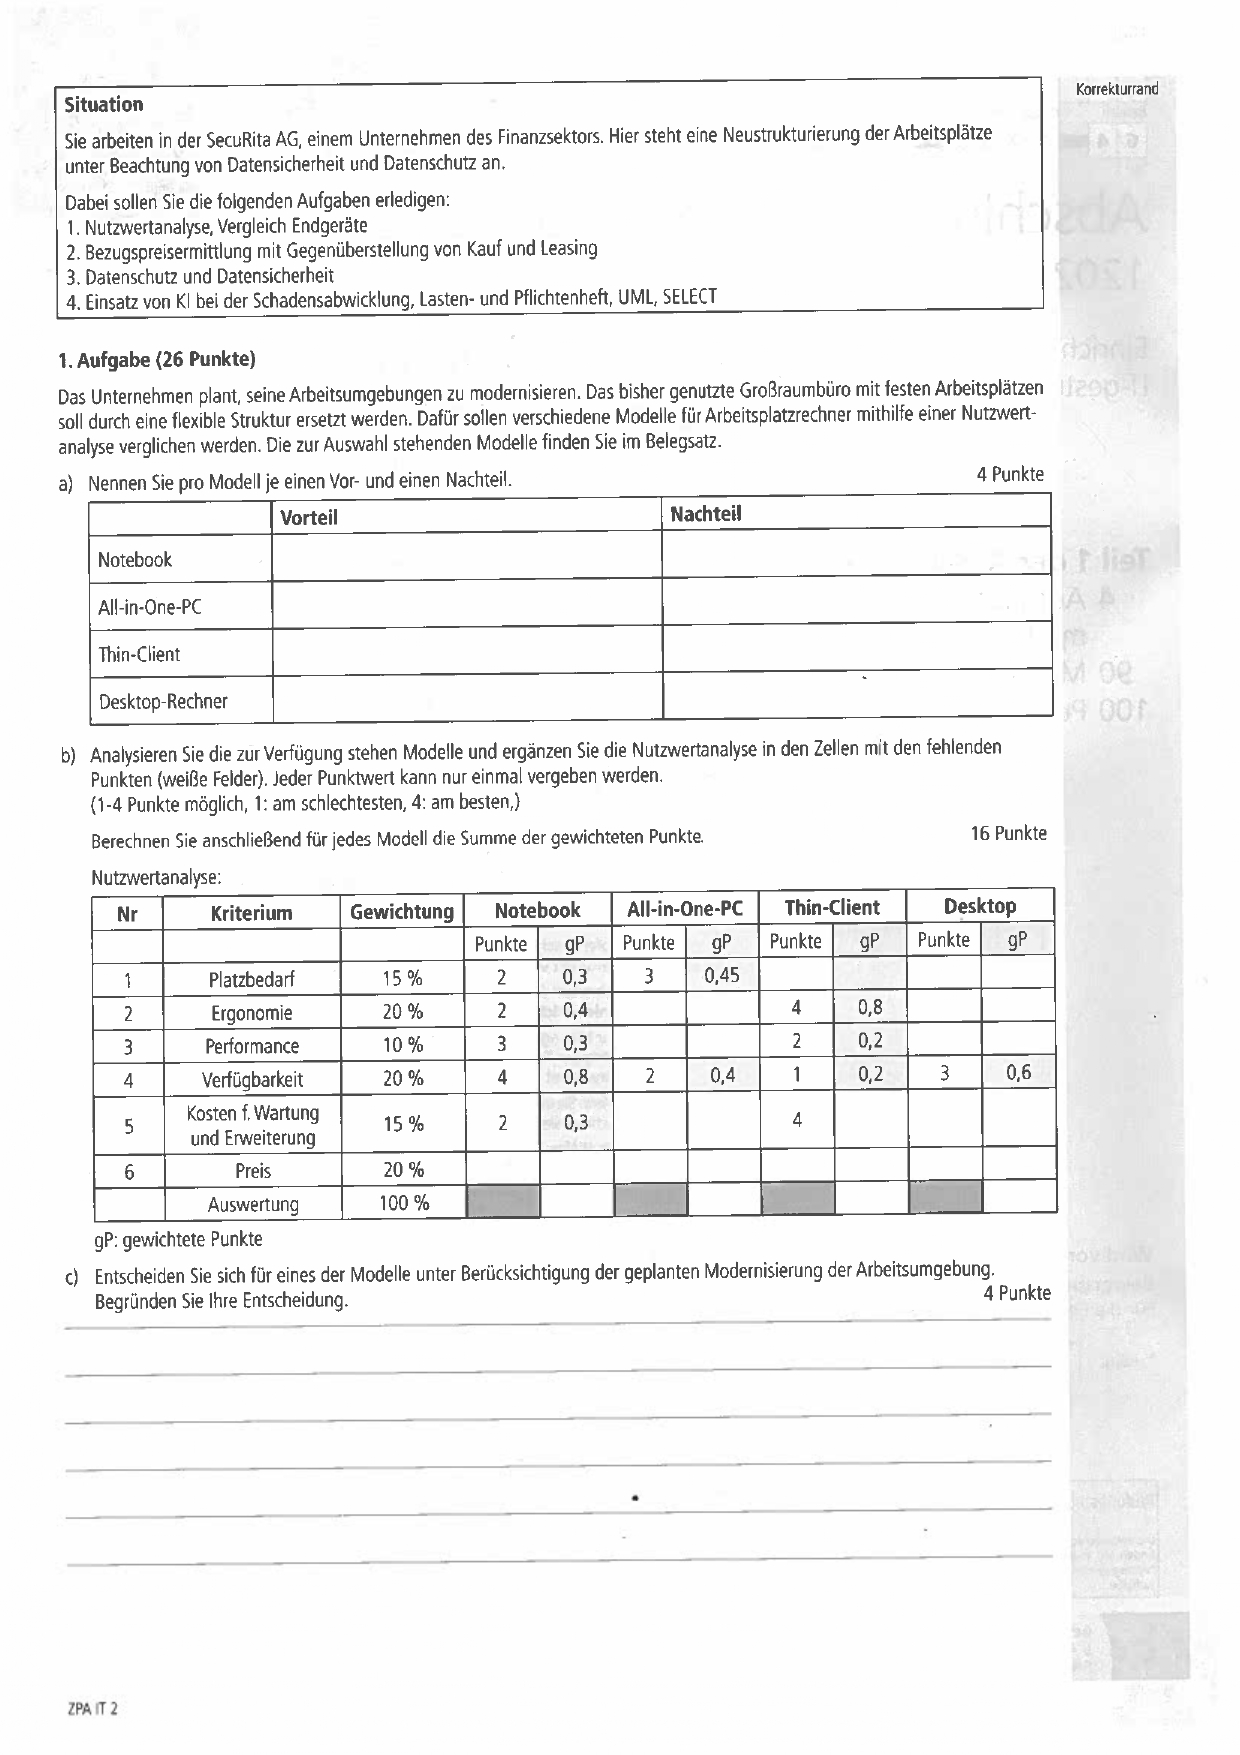 Korrekturrand
Situation
Sie arbeiten in der SecuRita AG, einem Unternehmen des Finanzsektors. Hier steht eine Neustrukturierung der Arbeitsplätze
unter Beachtung von Datensicherheit und Datenschutz an.
Dabei sollen Sie die folgenden Aufgaben erledigen:
1. Nutzwertanalyse, Vergleich Endgeräte
2. Bezugspreisermittlung mit Gegenüberstellung von Kauf und Leasing
3. Datenschutz und Datensicherheit
4. Einsatz von KI bei der Schadensabwicklung, Lasten- und Pflichtenheft, UML, SELECT
1. Aufgabe (26 Punkte)
Das Unternehmen plant, seine Arbeitsumgebungen zu modernisieren. Das bisher genutzte Großraumbüro mit festen Arbeitsplätzen
soll durch eine flexible Struktur ersetzt werden. Dafür sollen verschiedene Modelle für Arbeitsplatzrechner mithilfe einer Nutzwert-
analyse verglichen werden. Die zur Auswahl stehenden Modelle finden Sie im Belegsatz.
a) Nennen Sie pro Modell je einen Vor- und einen Nachteil. 4 Punkte
Vorteil Nachteil
Notebook
All-in-One-PC
Thin-Client
Desktop-Rechner
b) Analysieren Sie die zur Verfügung stehen Modelle und ergänzen Sie die Nutzwertanalyse in den Zellen mit den fehlenden
Punkten (weiße Felder). Jeder Punktwert kann nur einmal vergeben werden.
(1-4 Punkte möglich, 1: am schlechtesten, 4: am besten,)
Berechnen Sie anschließend für jedes Modell die Summe der gewichteten Punkte. 16 Punkte
Nutzwertanalyse:
Nr Kriterium Gewichtung Notebook All-in-One-PC Thin-Client Desktop
Punkte gP Punkte gP Punkte gP Punkte gP
1 Platzbedarf 15 % 2 0,3 3 0,45
2 Ergonomie 20 % 2 0,4 4 0,8
3 Performance 10 % 3 0,3 2 0,2
4 Verfügbarkeit 20 % 4 0,8 2 0,4 1 0,2 3 0,6
5 Kosten f. Wartung und Erweiterung 15 % 2 0,3 4
6 Preis 20 %
Auswertung 100 %
gP: gewichtete Punkte
c) Entscheiden Sie sich für eines der Modelle unter Berücksichtigung der geplanten Modernisierung der Arbeitsumgebung.
Begründen Sie Ihre Entscheidung. 4 Punkte
ZPA IT 2